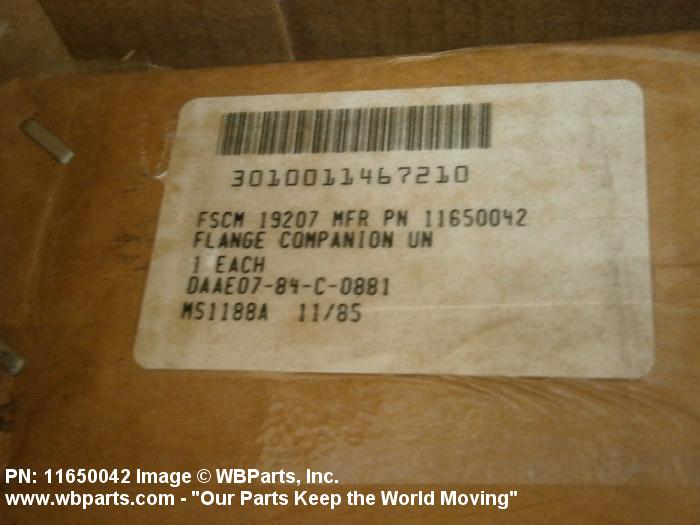 3010011467210
FSCM 19207 MFR PN 11650042
FLANGE COMPANION UN
1 EACH
DAAE07-84-C-0881
MS1188A 11/85
PN: 11650042 Image © WBParts, Inc.
www.wbparts.com - "Our Parts Keep the World Moving"